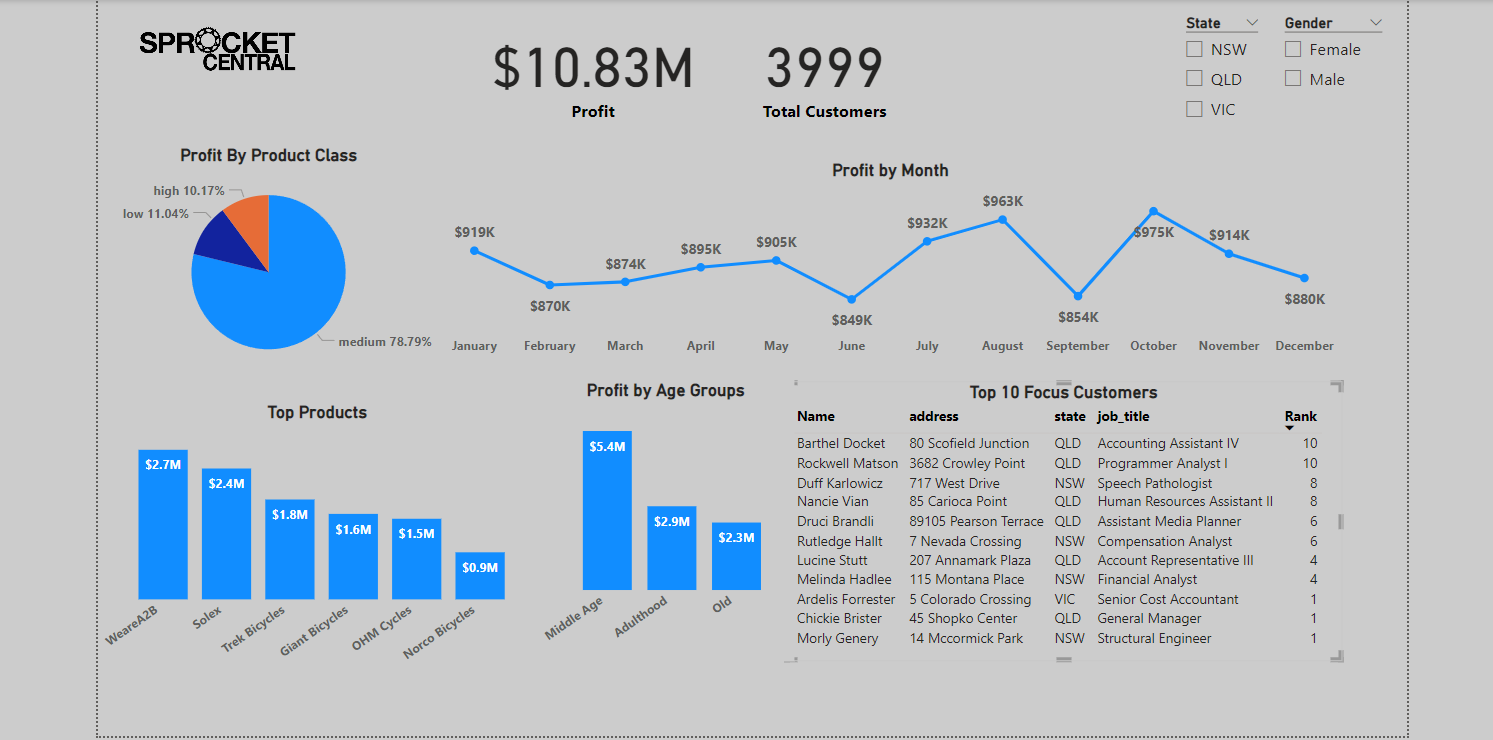 SPROCKET
CENTRAL
$10.83M
Profit
3999
Total Customers
State
NSW
QLD
VIC
Gender
Female
Male
Profit By Product Class
high 10.17%
low 11.04%
medium 78.79%
Profit by Month
$919K
$870K
$874K
$895K
$905K
$849K
$932K
$963K
$854K
$975K
$914K
$880K
January February March April May June July August September October November December
Top Products
$2.7M
$2.4M
$1.8M
$1.6M
$1.5M
$0.9M
WeareA2B
Solex
Trek Bicycles
Giant Bicycles
OHM Cycles
Norco Bicycles
Profit by Age Groups
$5.4M
$2.9M
$2.3M
Middle Age
Adulthood
Old
Top 10 Focus Customers
Name address state job_title Rank
Barthel Docket 80 Scofield Junction QLD Accounting Assistant IV 10
Rockwell Matson 3682 Crowley Point QLD Programmer Analyst I 10
Duff Karlowicz 717 West Drive NSW Speech Pathologist 8
Nancie Vian 85 Carioca Point QLD Human Resources Assistant II 8
Druci Brandli 89105 Pearson Terrace QLD Assistant Media Planner 6
Rutledge Hallt 7 Nevada Crossing NSW Compensation Analyst 6
Lucine Stutt 207 Annamark Plaza QLD Account Representative III 4
Melinda Hadlee 115 Montana Place NSW Financial Analyst 4
Ardelis Forrester 5 Colorado Crossing VIC Senior Cost Accountant 1
Chickie Brister 45 Shopko Center QLD General Manager 1
Morly Genery 14 Mccormick Park NSW Structural Engineer 1